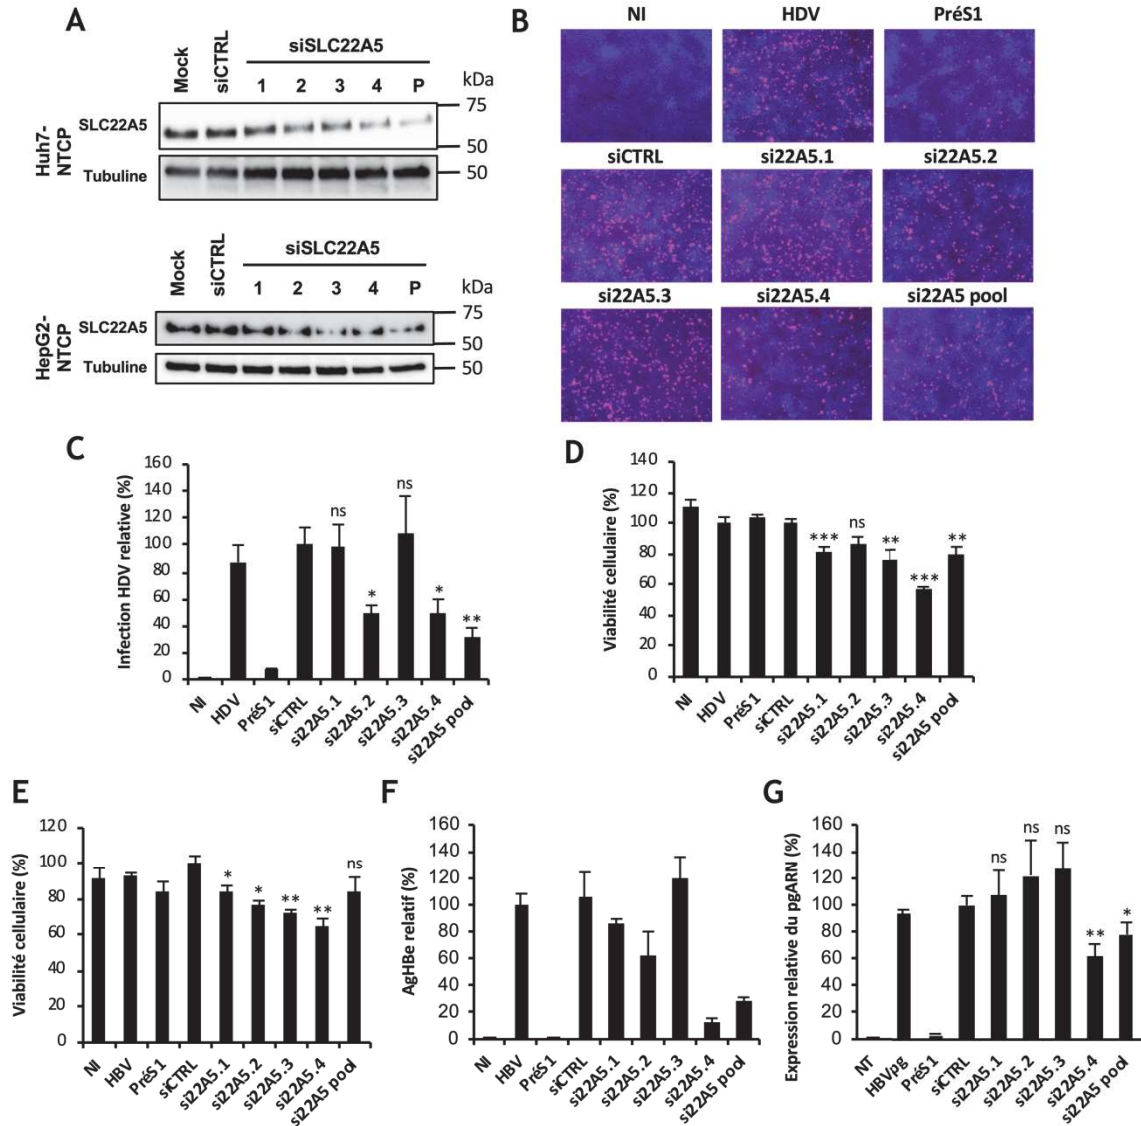 A
siSLC22A5
Mock
siCTRL
1 2 3 4 P
kDa
Huh7-
NTCP
SLC22A5
75
50
Tubuline
50
siSLC22A5
Mock
siCTRL
1 2 3 4 P
kDa
HepG2-
NTCP
SLC22A5
75
50
Tubuline
50
B
NI HDV PréS1
siCTRL si22A5.1 si22A5.2
si22A5.3 si22A5.4 si22A5 pool
C
Infection HDV relative (%)
160
140
120
100
80
60
40
20
0
ns
*
ns
*
**
NI HDV PréS1 siCTRL si22A5.1 si22A5.2 si22A5.3 si22A5.4 si22A5 pool
D
Viabilité cellulaire (%)
140
120
100
80
60
40
20
0
***
ns
**
***
**
NI HDV PréS1 siCTRL si22A5.1 si22A5.2 si22A5.3 si22A5.4 si22A5 pool
E
Viabilité cellulaire (%)
120
100
80
60
40
20
0
*
*
**
**
ns
NI HBV PréS1 siCTRL si22A5.1 si22A5.2 si22A5.3 si22A5.4 si22A5 pool
F
AgHBe relatif (%)
160
140
120
100
80
60
40
20
0
NI HBV PréS1 siCTRL si22A5.1 si22A5.2 si22A5.3 si22A5.4 si22A5 pool
G
Expression relative du pgARN (%)
160
140
120
100
80
60
40
20
0
ns
ns
ns
**
*
NT HBVpg PréS1 siCTRL si22A5.1 si22A5.2 si22A5.3 si22A5.4 si22A5 pool